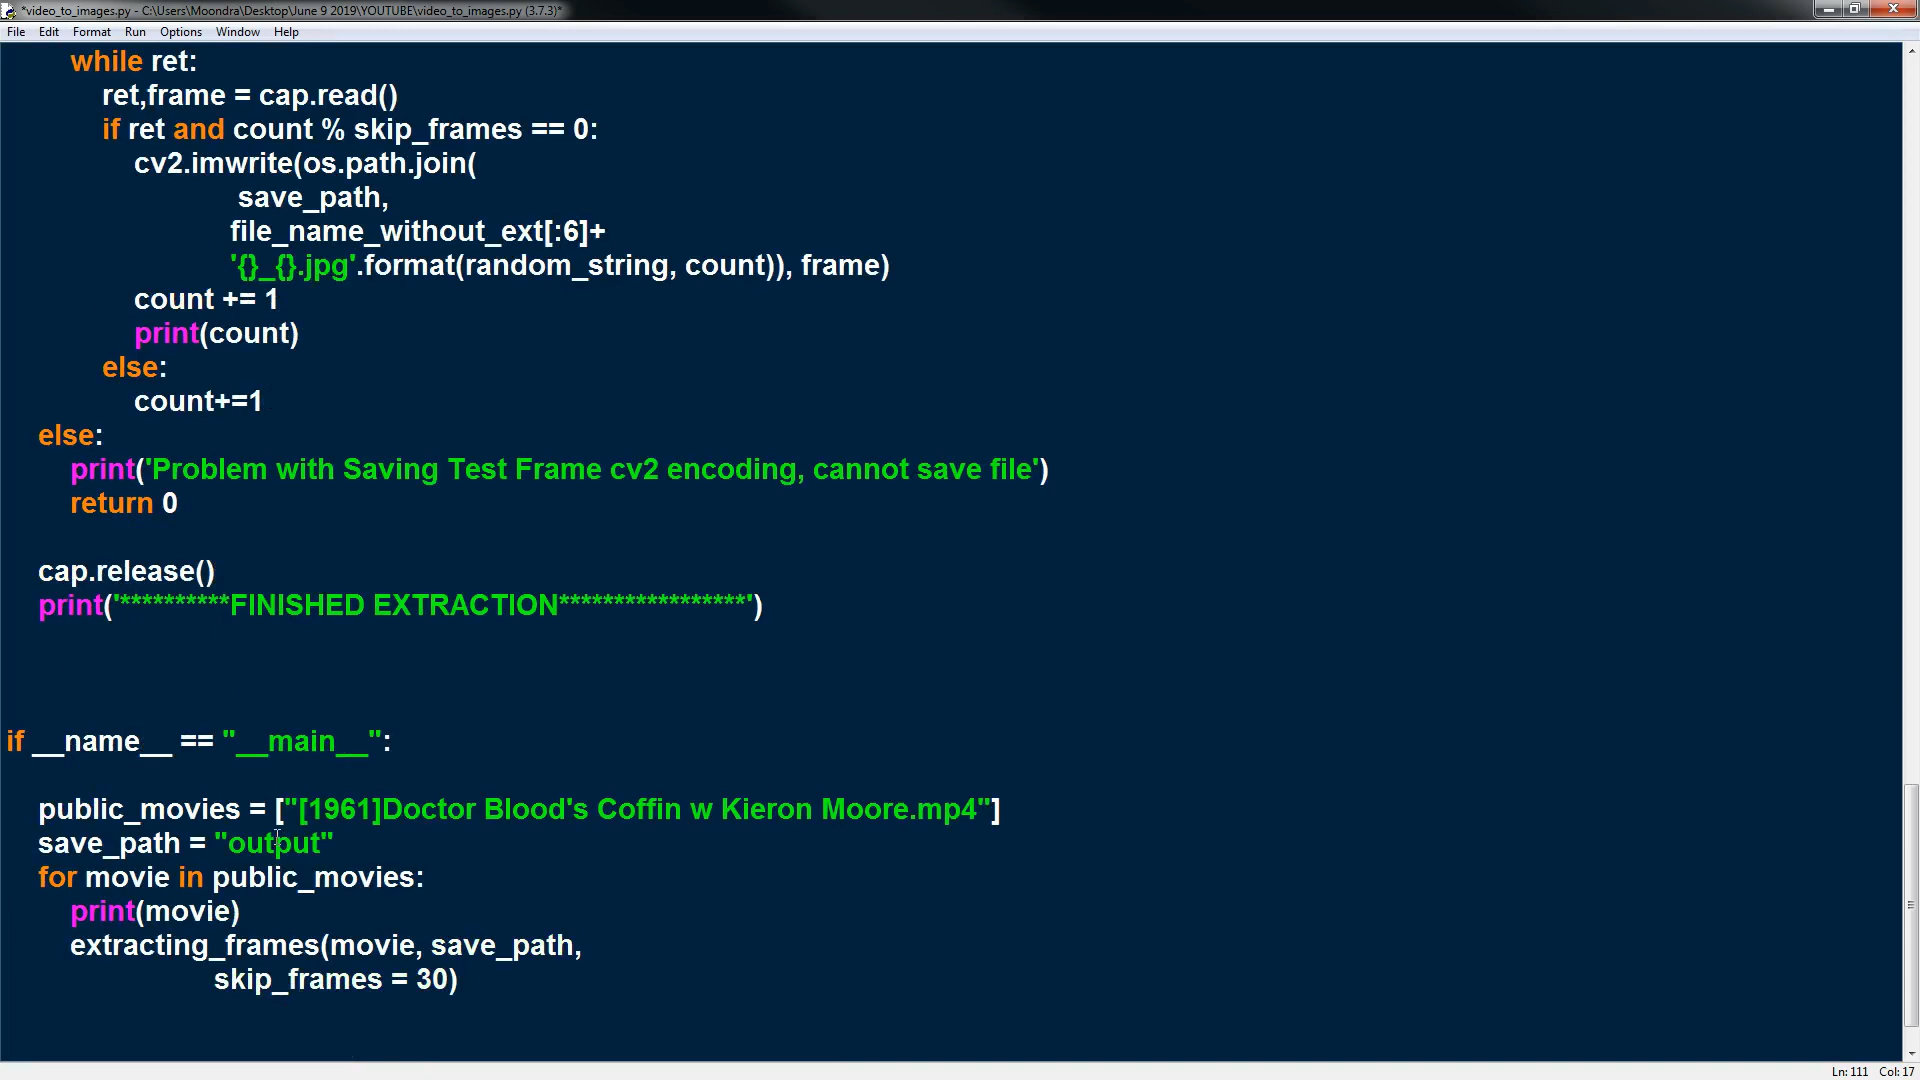 *video_to_images.py - C:\Users\Moondra\Desktop\June 9 2019\YOUTUBE\video_to_images.py (3.7.3)*
File Edit Format Run Options Window Help
while ret:
ret,frame = cap.read()
if ret and count % skip_frames == 0:
cv2.imwrite(os.path.join(
save_path,
file_name_without_ext[:6]+
'{}_{}.jpg'.format(random_string, count)), frame)
count += 1
print(count)
else:
count+=1
else:
print('Problem with Saving Test Frame cv2 encoding, cannot save file')
return 0
cap.release()
print('**********FINISHED EXTRACTION*****************')
if __name__ == "__main__":
public_movies = ["[1961]Doctor Blood's Coffin w Kieron Moore.mp4"]
save_path = "output"
for movie in public_movies:
print(movie)
extracting_frames(movie, save_path,
skip_frames = 30)
Ln: 111 Col: 17